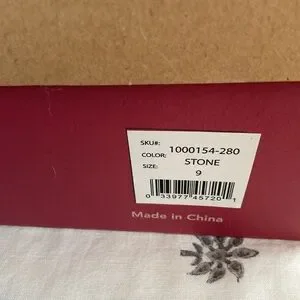 SKU#: 1000154-280
COLOR: STONE
SIZE: 9
0 33977 45720 1
Made in China